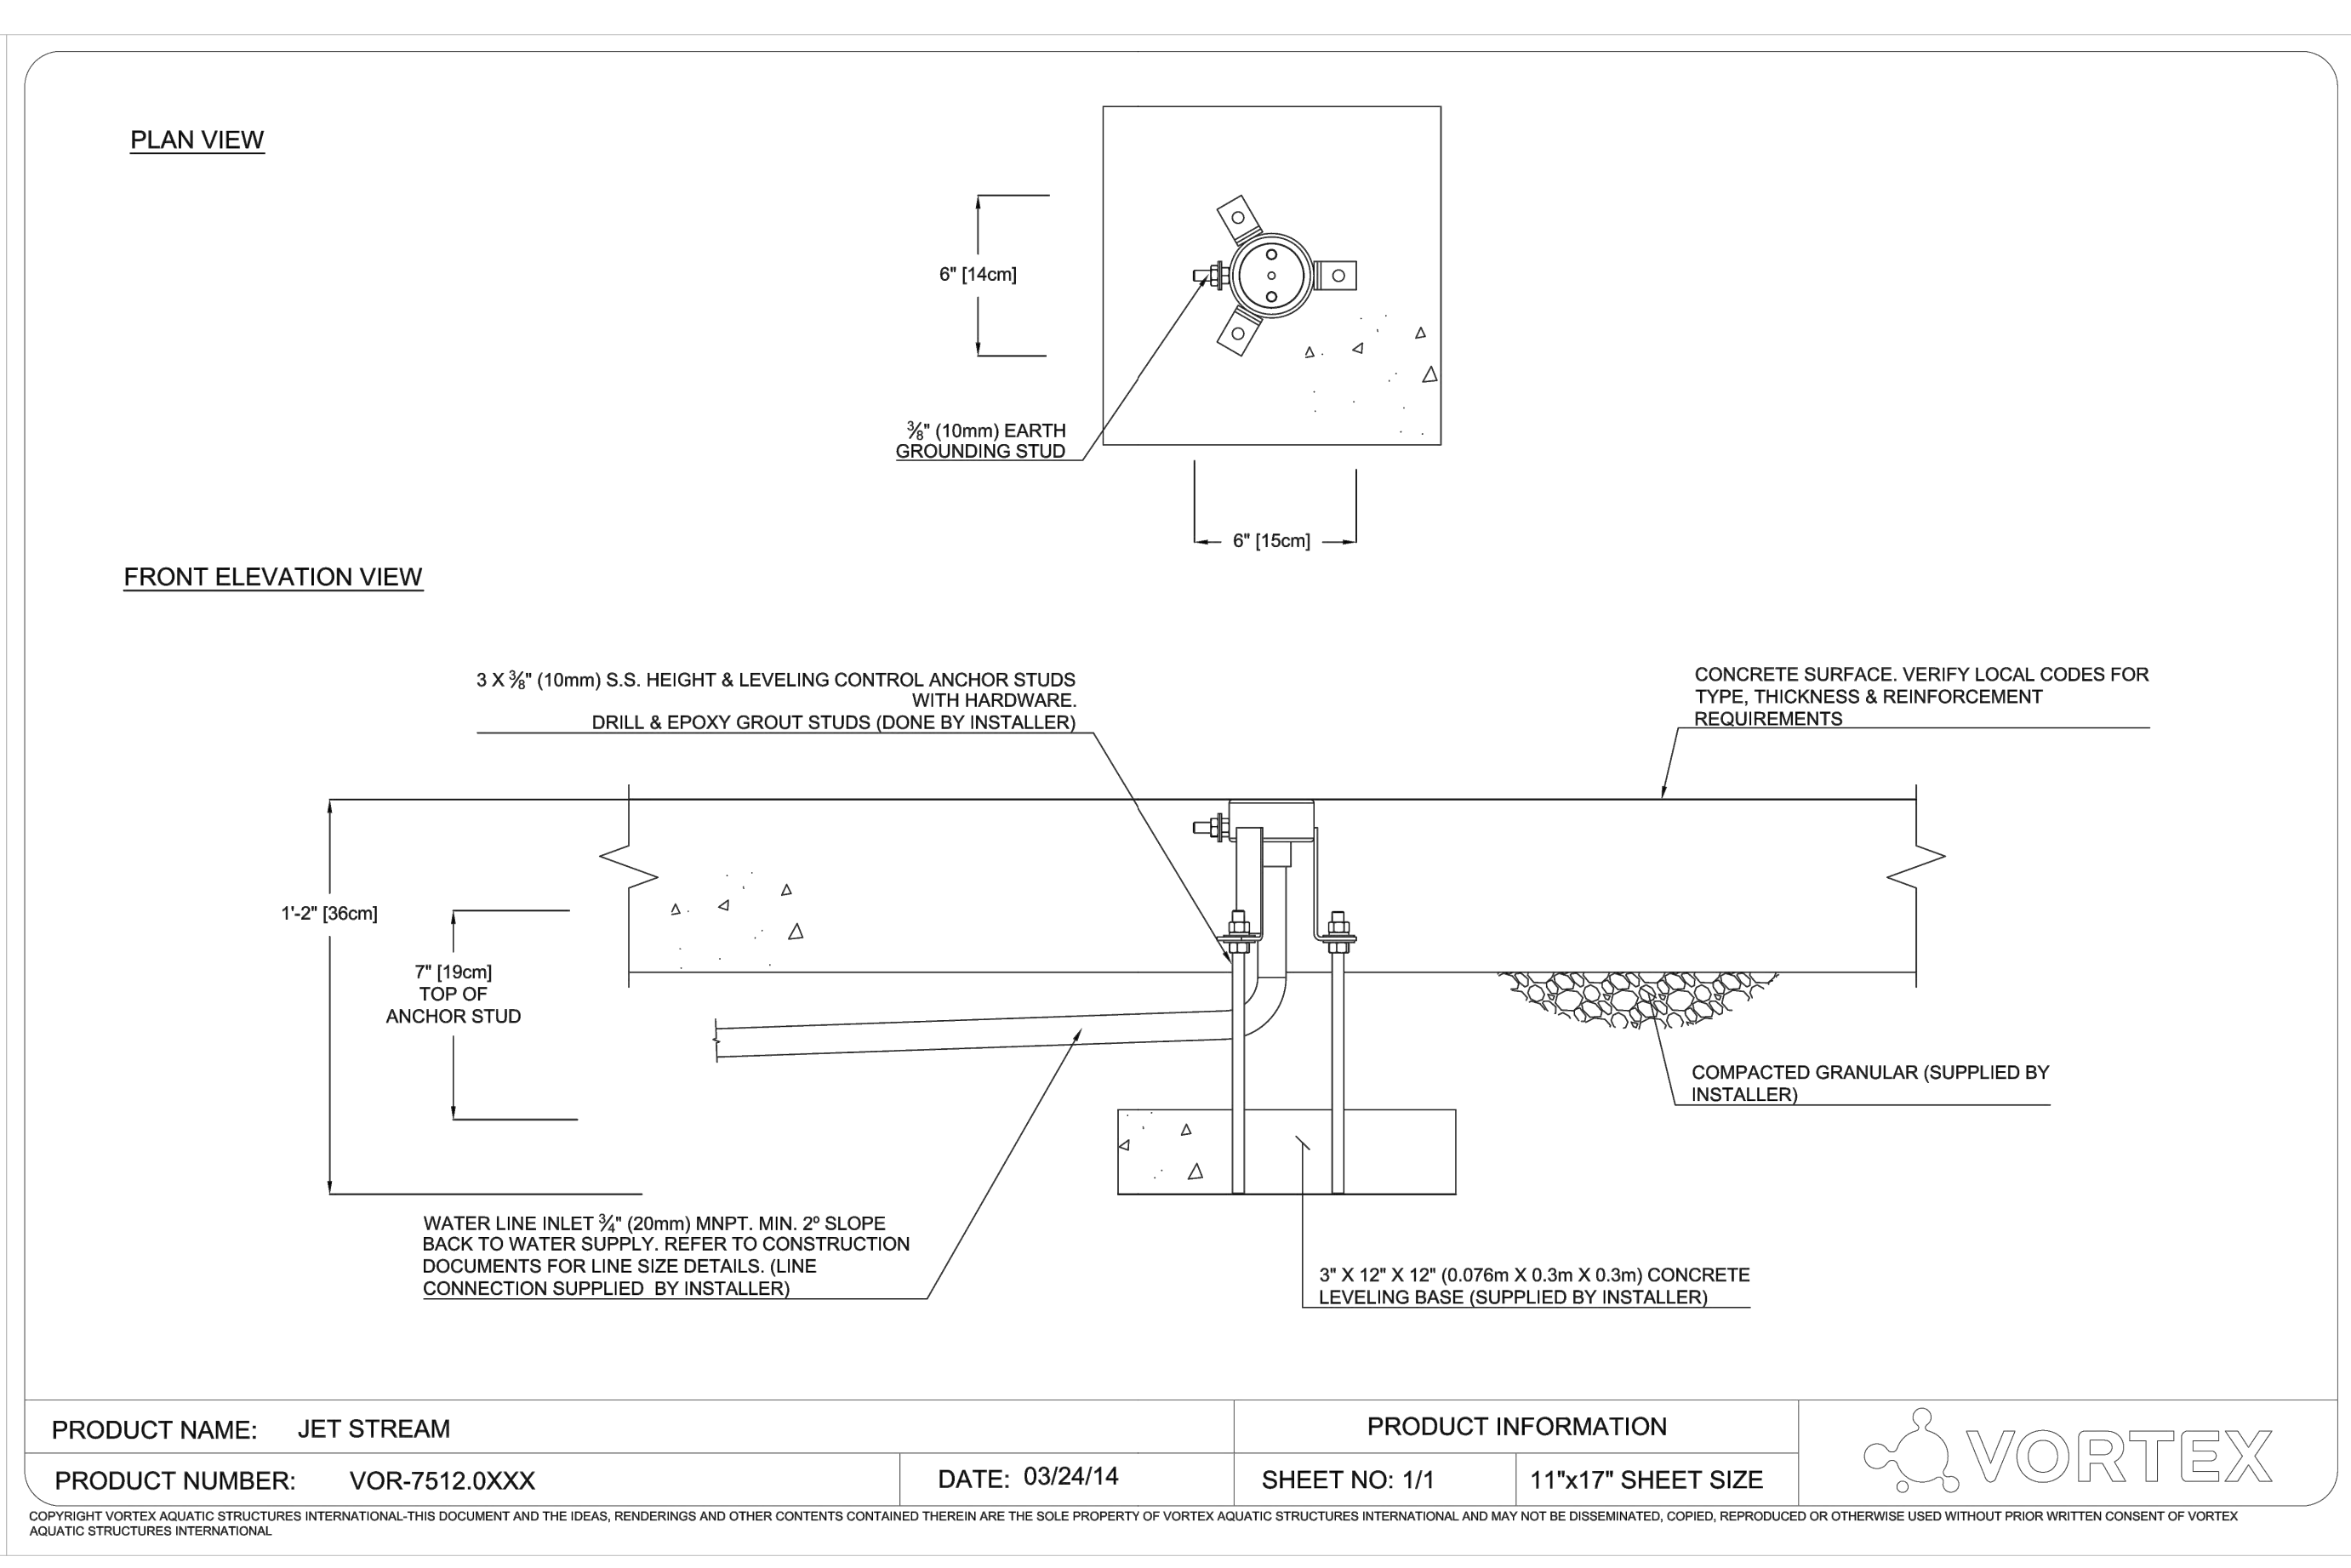 PLAN VIEW
6" [14cm]
⅜" (10mm) EARTH
GROUNDING STUD
6" [15cm]
FRONT ELEVATION VIEW
3 X ⅜" (10mm) S.S. HEIGHT & LEVELING CONTROL ANCHOR STUDS
WITH HARDWARE.
DRILL & EPOXY GROUT STUDS (DONE BY INSTALLER)
CONCRETE SURFACE. VERIFY LOCAL CODES FOR
TYPE, THICKNESS & REINFORCEMENT
REQUIREMENTS
1'-2" [36cm]
7" [19cm]
TOP OF
ANCHOR STUD
COMPACTED GRANULAR (SUPPLIED BY
INSTALLER)
WATER LINE INLET ¾" (20mm) MNPT. MIN. 2º SLOPE
BACK TO WATER SUPPLY. REFER TO CONSTRUCTION
DOCUMENTS FOR LINE SIZE DETAILS. (LINE
CONNECTION SUPPLIED  BY INSTALLER)
3" X 12" X 12" (0.076m X 0.3m X 0.3m) CONCRETE
LEVELING BASE (SUPPLIED BY INSTALLER)
PRODUCT NAME: JET STREAM
PRODUCT INFORMATION
VORTEX
PRODUCT NUMBER: VOR-7512.0XXX
DATE: 03/24/14
SHEET NO: 1/1
11"x17" SHEET SIZE
COPYRIGHT VORTEX AQUATIC STRUCTURES INTERNATIONAL-THIS DOCUMENT AND THE IDEAS, RENDERINGS AND OTHER CONTENTS CONTAINED THEREIN ARE THE SOLE PROPERTY OF VORTEX AQUATIC STRUCTURES INTERNATIONAL AND MAY NOT BE DISSEMINATED, COPIED, REPRODUCED OR OTHERWISE USED WITHOUT PRIOR WRITTEN CONSENT OF VORTEX
AQUATIC STRUCTURES INTERNATIONAL